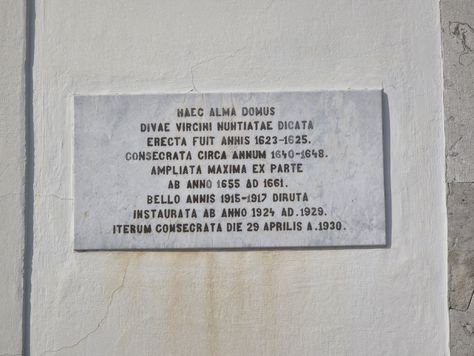 HAEC ALMA DOMUS
DIVAE VIRGINI NUNTIATAE DICATA
ERECTA FUIT ANNIS 1623-1625.
CONSECRATA CIRCA ANNUM 1640-1648.
AMPLIATA MAXIMA EX PARTE
AB ANNO 1655 AD 1661.
BELLO ANNIS 1915-1917 DIRUTA
INSTAURATA AB ANNO 1924 AD.1929.
ITERUM CONSECRATA DIE 29 APRILIS A.1930.